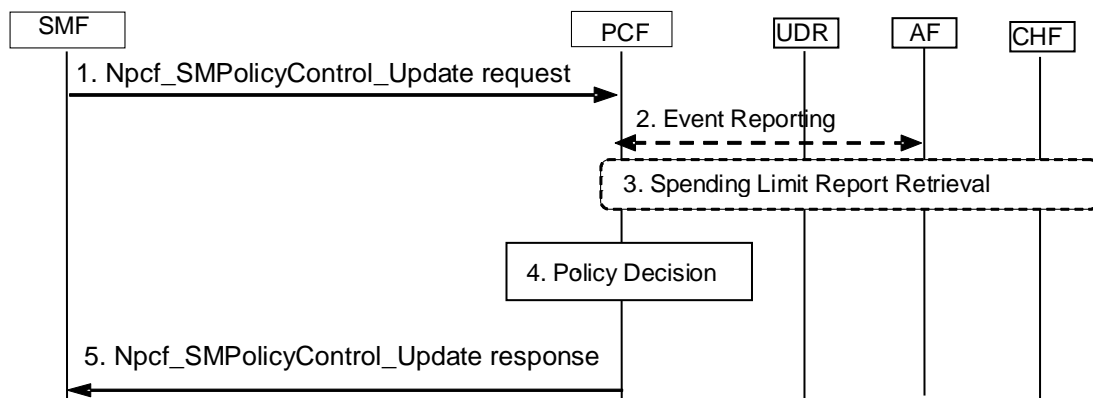 SMF
PCF
UDR
AF
CHF
1. Npcf_SMPolicyControl_Update request
2. Event Reporting
3. Spending Limit Report Retrieval
4. Policy Decision
5. Npcf_SMPolicyControl_Update response